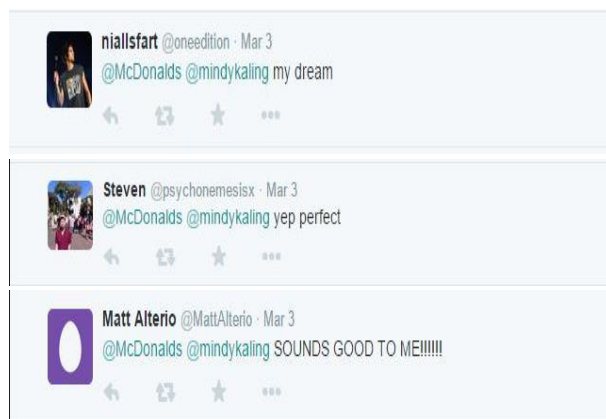 niallsfart @oneedition · Mar 3
@McDonalds @mindykaling my dream
Steven @psychonemesisx · Mar 3
@McDonalds @mindykaling yep perfect
Matt Alterio @MattAlterio · Mar 3
@McDonalds @mindykaling SOUNDS GOOD TO ME!!!!!!